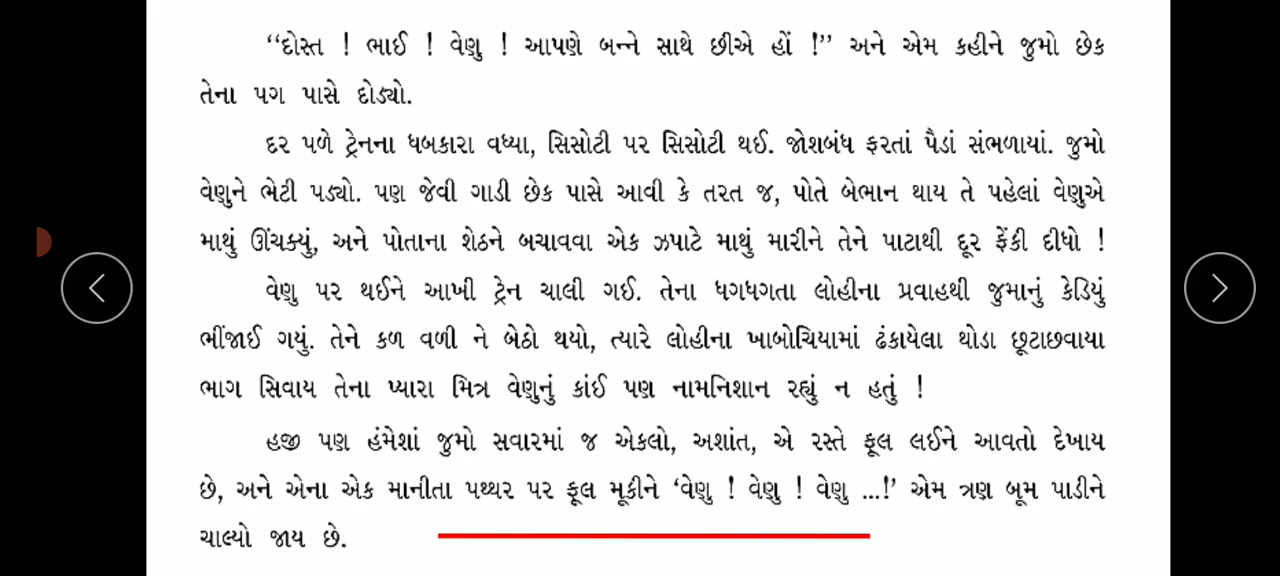 “દોસ્ત ! ભાઈ ! વેણુ ! આપણે બન્ને સાથે છીએ હોં !” અને એમ કહીને જુમો છેક
તેના પગ પાસે દોડ્યો.
દર પળે ટ્રેનના ધબકારા વધ્યા, સિસોટી પર સિસોટી થઈ. જોશબંધ ફરતાં પૈડાં સંભળાયાં. જુમો
વેણુને ભેટી પડ્યો. પણ જેવી ગાડી છેક પાસે આવી કે તરત જ, પોતે બેભાન થાય તે પહેલાં વેણુએ
માથું ઊંચક્યું, અને પોતાના શેઠને બચાવવા એક ઝપાટે માથું મારીને તેને પાટાથી દૂર ફેંકી દીધો !
વેણુ પર થઈને આખી ટ્રેન ચાલી ગઈ. તેના ધગધગતા લોહીના પ્રવાહથી જુમાનું કેડિયું
ભીંજાઈ ગયું. તેને કળ વળી ને બેઠો થયો, ત્યારે લોહીના ખાબોચિયામાં ઢંકાયેલા થોડા છૂટાછવાયા
ભાગ સિવાય તેના પ્યારા મિત્ર વેણુનું કાંઈ પણ નામનિશાન રહ્યું ન હતું !
હજી પણ હંમેશાં જુમો સવારમાં જ એકલો, અશાંત, એ રસ્તે ફૂલ લઈને આવતો દેખાય
છે, અને એના એક માનીતા પથ્થર પર ફૂલ મૂકીને ‘વેણુ ! વેણુ ! વેણુ ...!’ એમ ત્રણ બૂમ પાડીને
ચાલ્યો જાય છે.